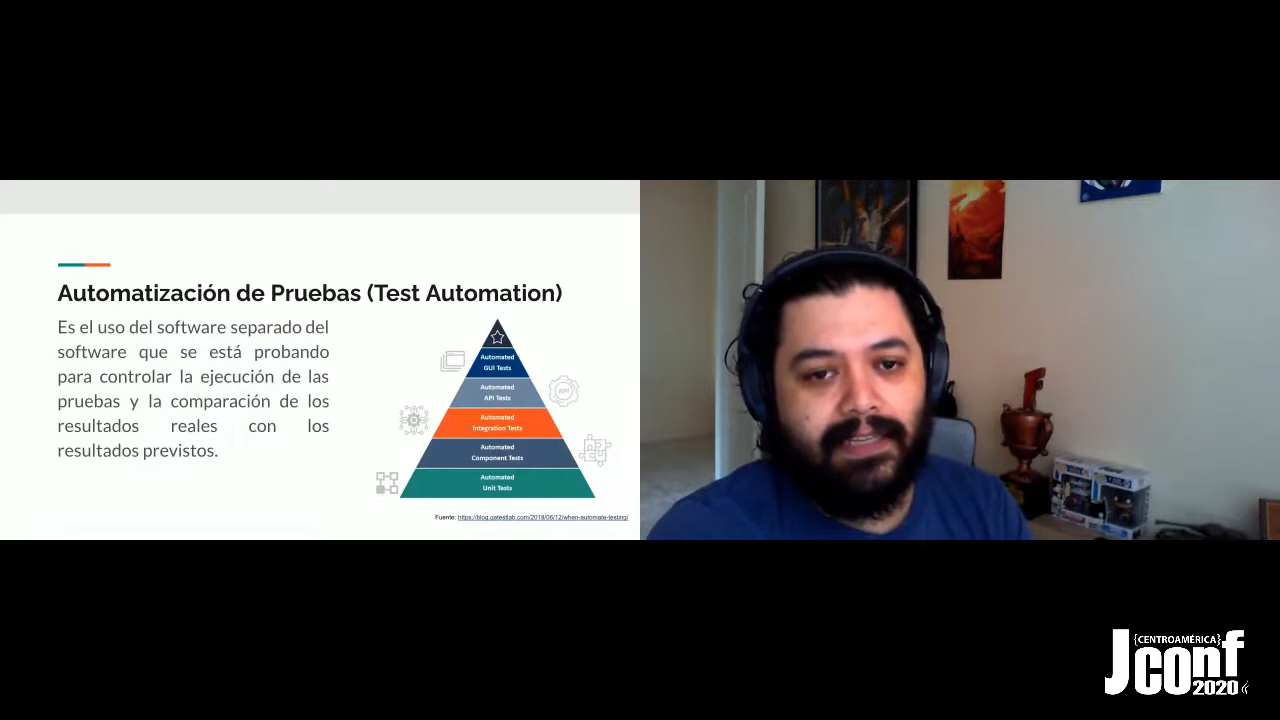 Automatización de Pruebas (Test Automation)
Es el uso del software separado del
software que se está probando
para controlar la ejecución de las
pruebas y la comparación de los
resultados reales con los
resultados previstos.
Automated
GUI Tests
Automated
API Tests
API
Automated
Integration Tests
Automated
Component Tests
Automated
Unit Tests
Fuente: https://blog.qatestlab.com/2018/06/12/when-automate-testing/
{CENTROAMÉRICA}
Jconf
2020